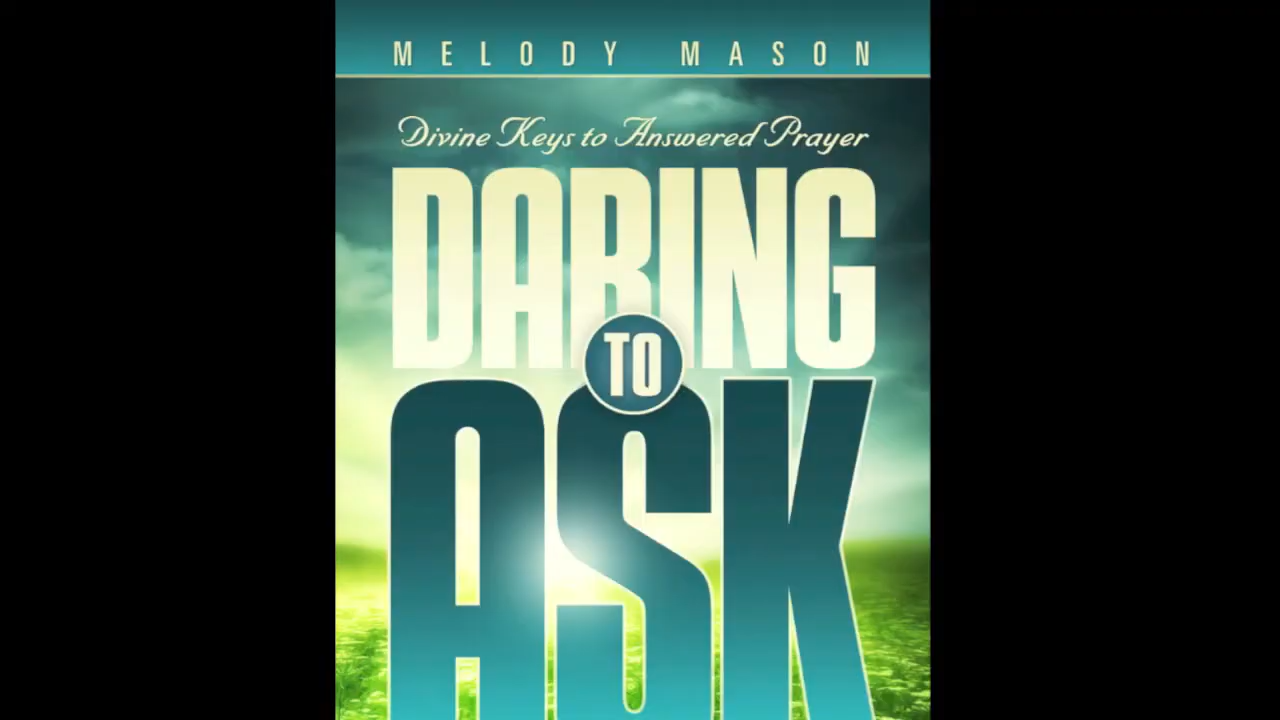 MELODY MASON
Divine Keys to Answered Prayer
DARING
TO
ASK